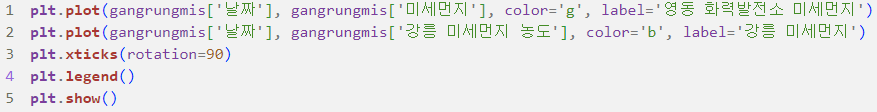 1 plt.plot(gangrungmis['날짜'], gangrungmis['미세먼지'], color='g', label='영동 화력발전소 미세먼지')
2 plt.plot(gangrungmis['날짜'], gangrungmis['강릉 미세먼지 농도'], color='b', label='강릉 미세먼지')
3 plt.xticks(rotation=90)
4 plt.legend()
5 plt.show()